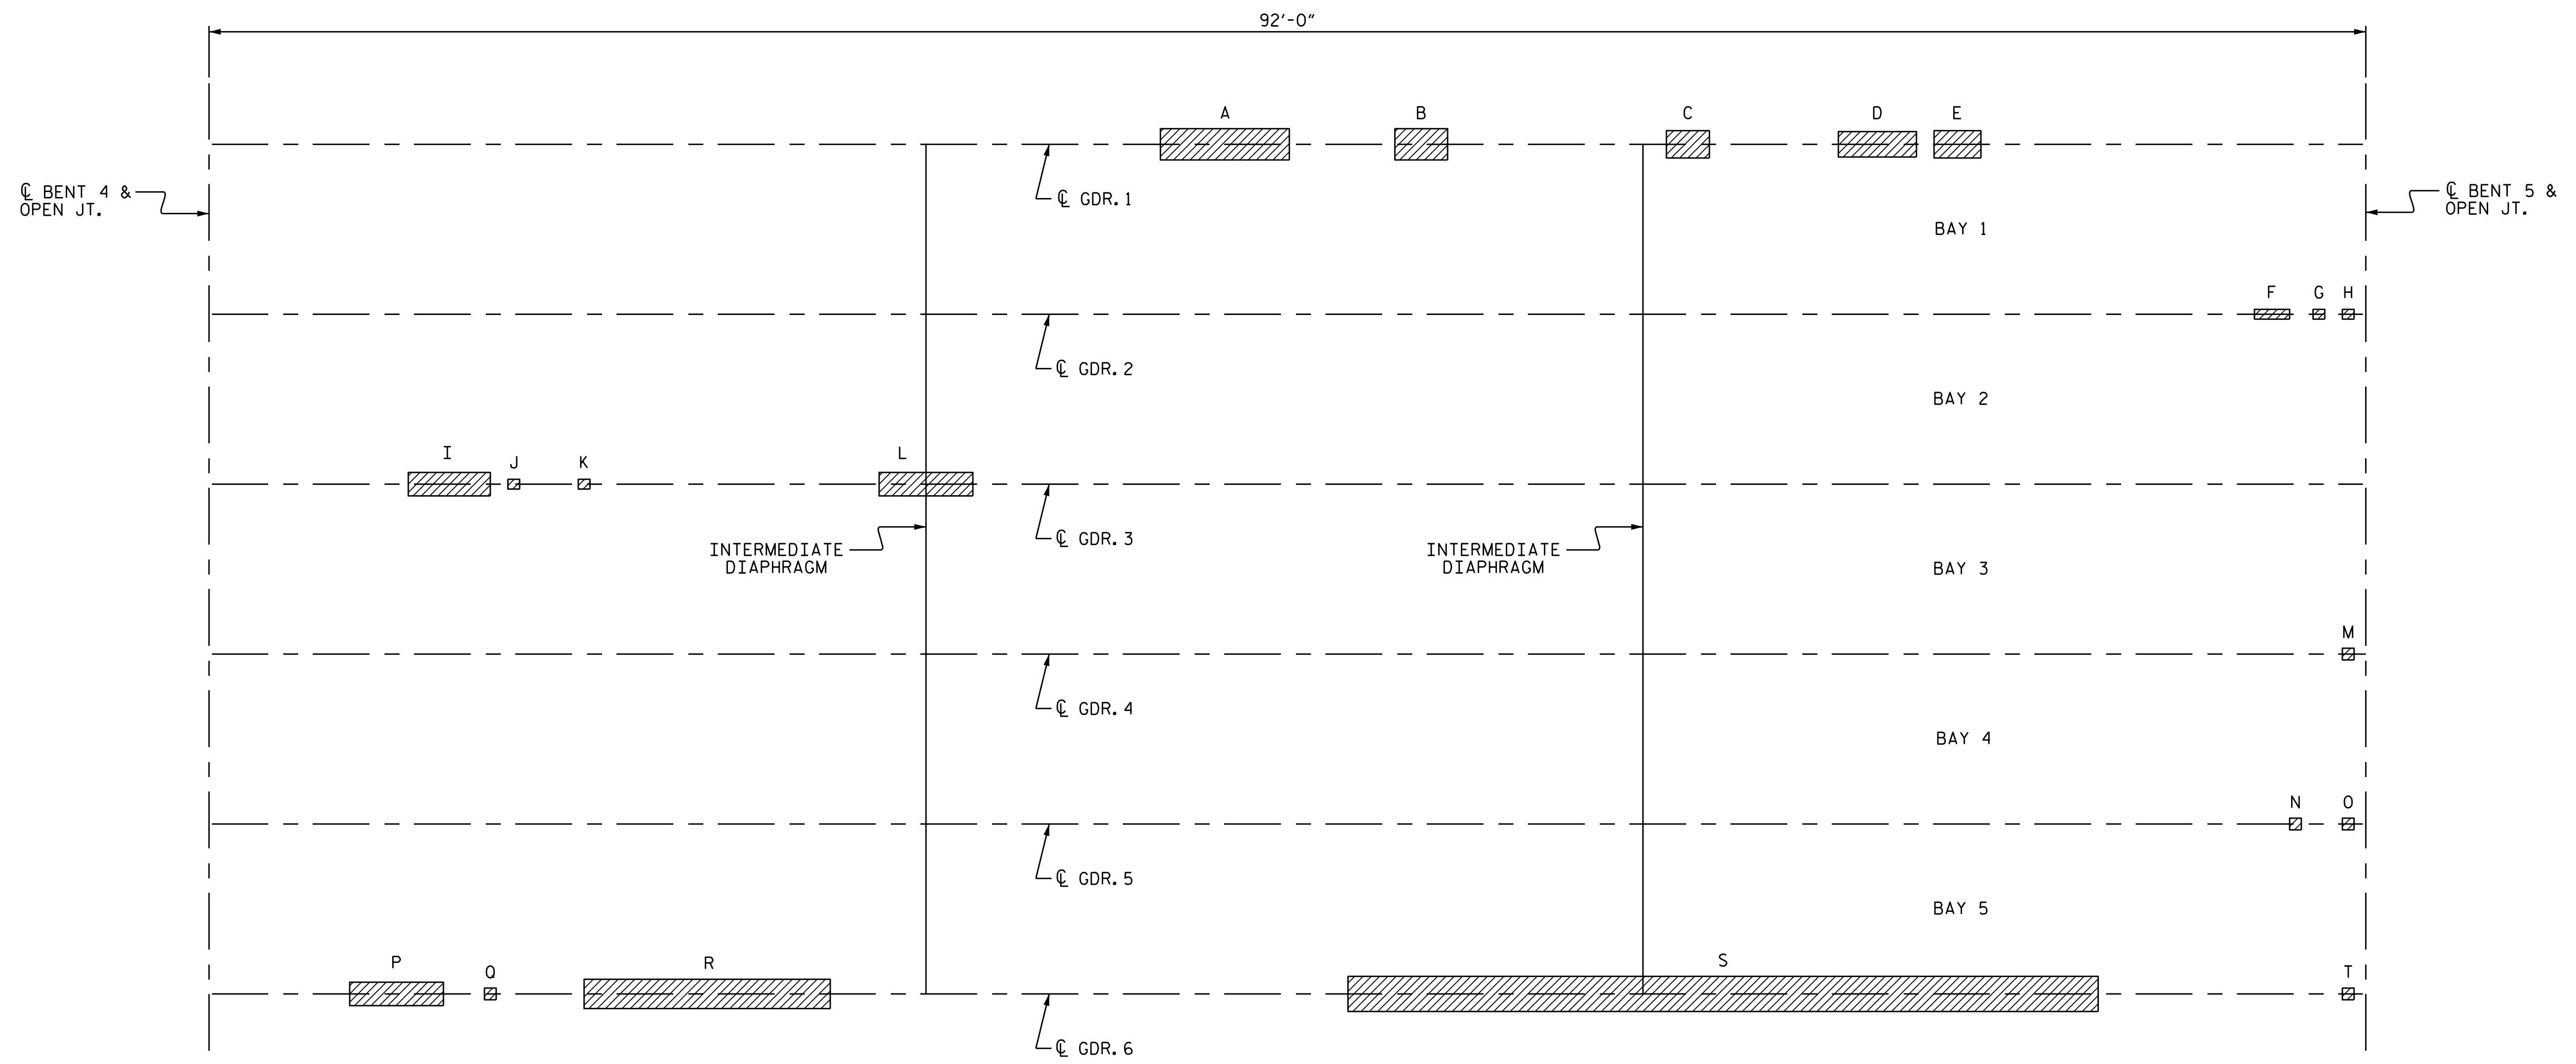 92'-0"
A B C D E
℄ BENT 4 &
OPEN JT.
℄ GDR. 1
℄ BENT 5 &
OPEN JT.
BAY 1
F G H
℄ GDR. 2
BAY 2
I J K L
℄ GDR. 3
INTERMEDIATE
DIAPHRAGM
INTERMEDIATE
DIAPHRAGM
BAY 3
M
℄ GDR. 4
BAY 4
N O
℄ GDR. 5
BAY 5
P Q R S T
℄ GDR. 6